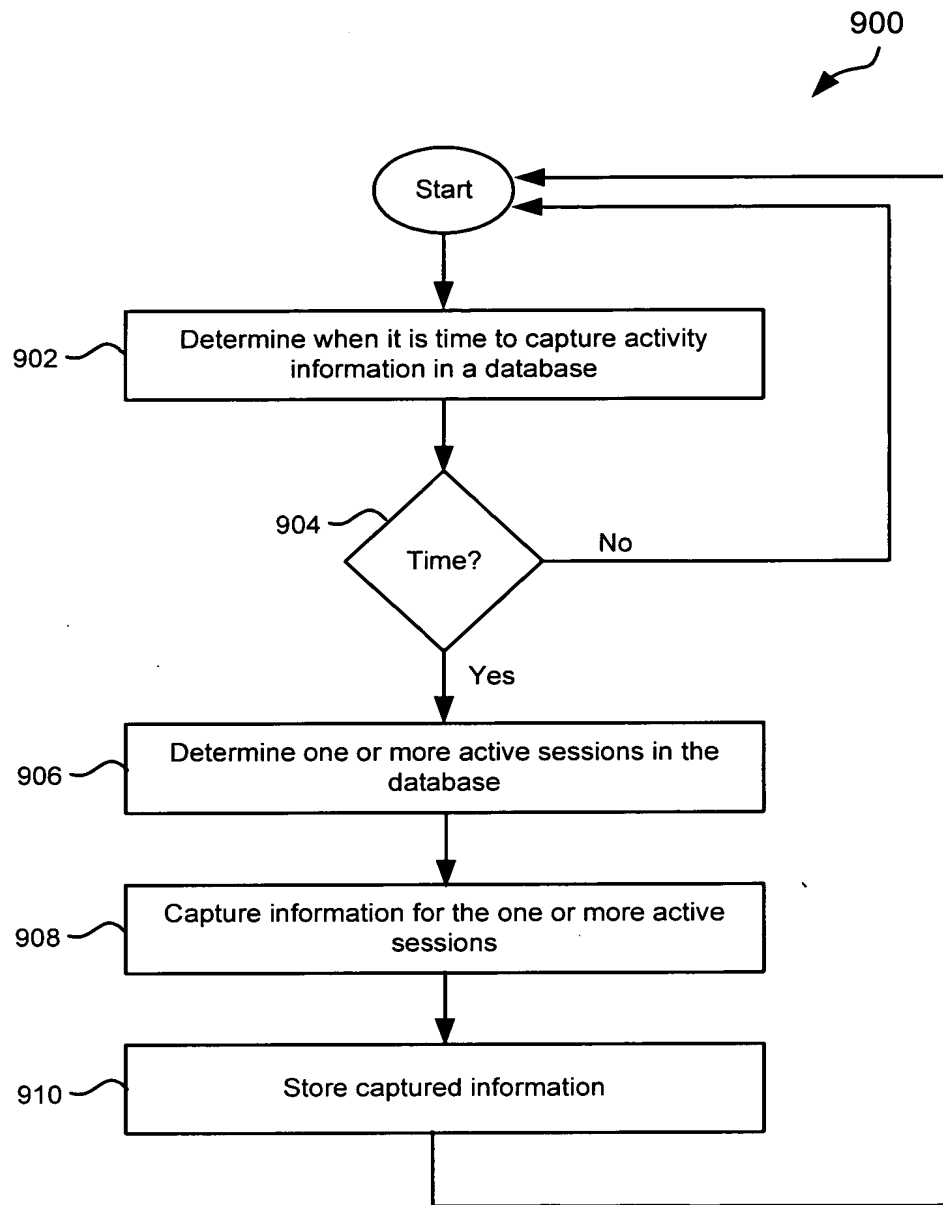 900
Start
902
Determine when it is time to capture activity
information in a database
904
Time?
No
Yes
906
Determine one or more active sessions in the
database
908
Capture information for the one or more active
sessions
910
Store captured information